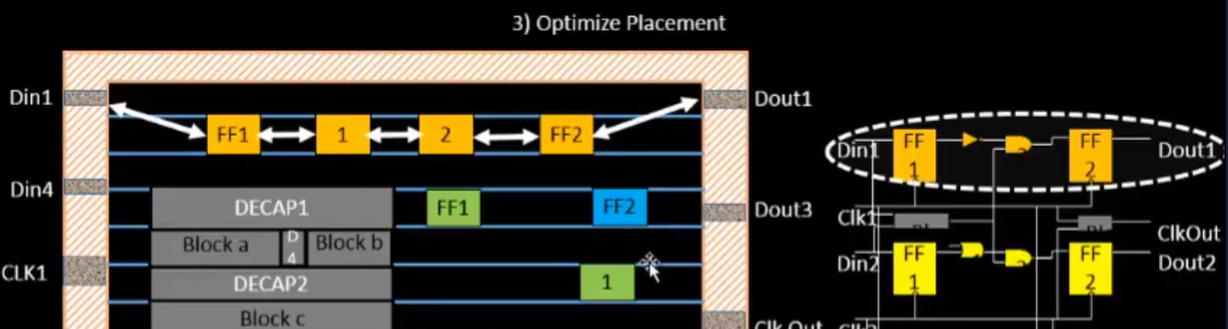 3) Optimize Placement
Din1
FF1
1
2
FF2
Dout1
Din4
DECAP1
FF1
FF2
Dout3
Block a
D
4
Block b
CLK1
DECAP2
1
Block c
Clk Out
Din1
FF
1
FF
2
Dout1
Clk1
ClkOut
Din2
FF
1
FF
2
Dout2